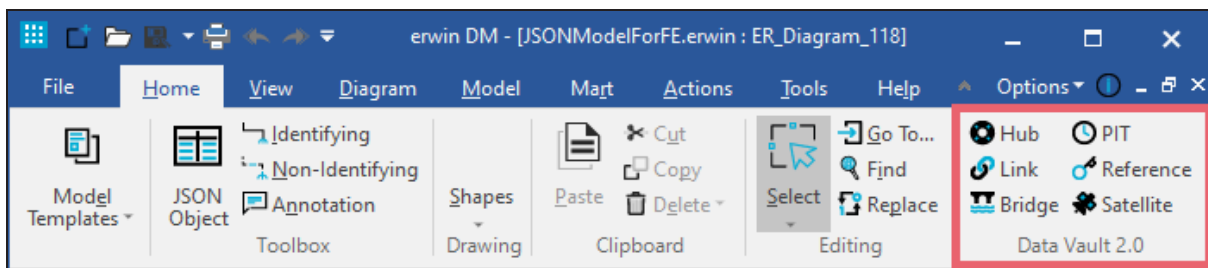 erwin DM - [JSONModelForFE.erwin : ER_Diagram_118]
File Home View Diagram Model Mart Actions Tools Help Options
Identifying Cut Go To... Hub PIT
Non-Identifying Copy Find Link Reference
Model Templates JSON Object Annotation Shapes Paste Delete Select Replace Bridge Satellite
Toolbox Drawing Clipboard Editing Data Vault 2.0